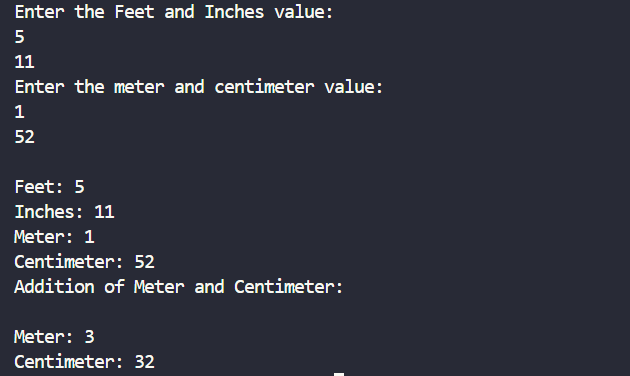 Enter the Feet and Inches value:
5
11
Enter the meter and centimeter value:
1
52
Feet: 5
Inches: 11
Meter: 1
Centimeter: 52
Addition of Meter and Centimeter:
Meter: 3
Centimeter: 32